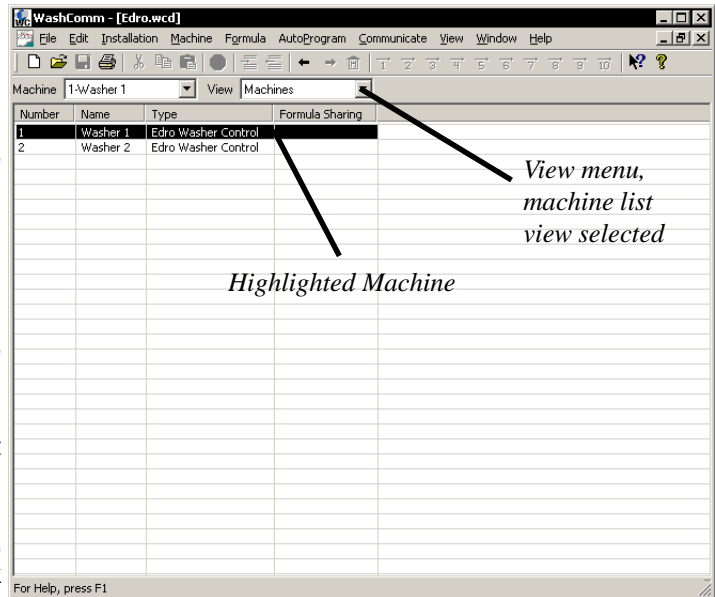 WashComm - [Edro.wcd]
File Edit Installation Machine Formula AutoProgram Communicate View Window Help
1 2 3 4 5 6 7 8 9 10
Machine 1-Washer 1 View Machines
Number Name Type Formula Sharing
1 Washer 1 Edro Washer Control
2 Washer 2 Edro Washer Control
View menu,
machine list
view selected
Highlighted Machine
For Help, press F1